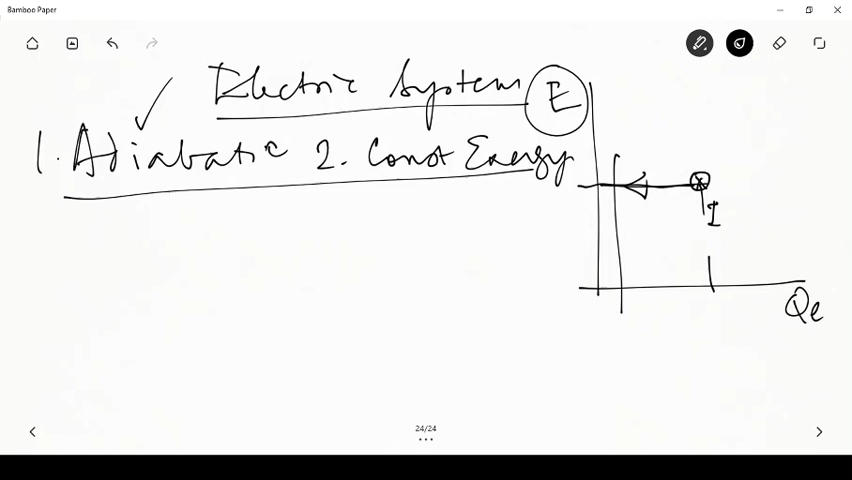 Bamboo Paper
Electric System
E
1. Adiabatic 2. Const Energy
I
Qe
24/24